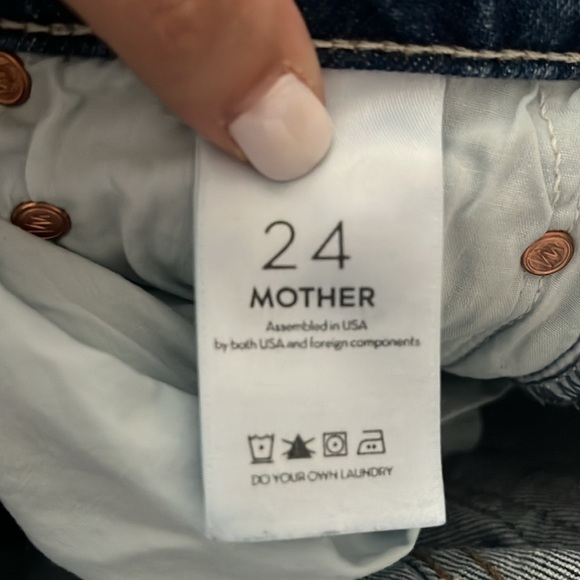 24
MOTHER
Assembled in USA
by both USA and foreign components
DO YOUR OWN LAUNDRY